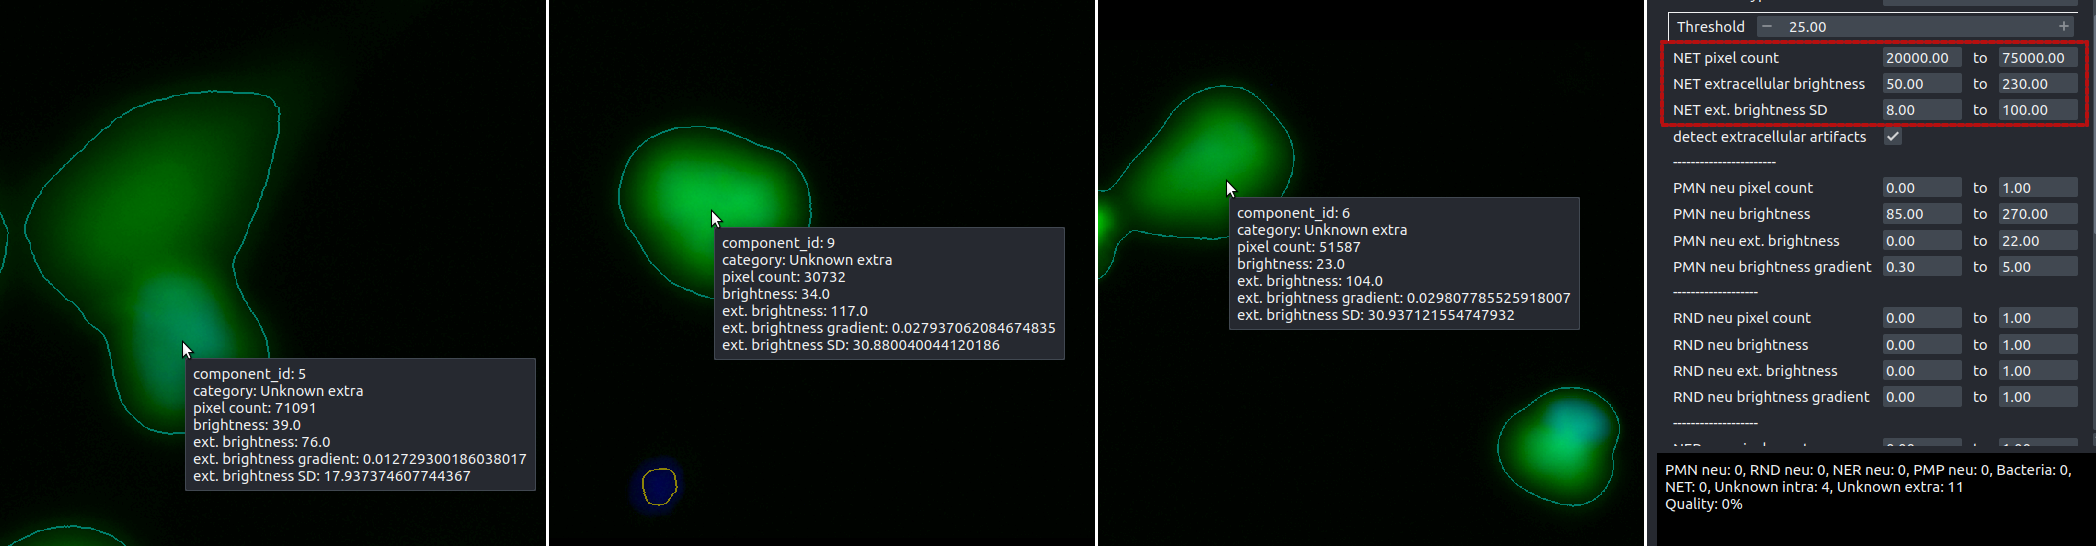 component_id: 5
category: Unknown extra
pixel count: 71091
brightness: 39.0
ext. brightness: 76.0
ext. brightness gradient: 0.012729300186038017
ext. brightness SD: 17.937374607744367
component_id: 9
category: Unknown extra
pixel count: 30732
brightness: 34.0
ext. brightness: 117.0
ext. brightness gradient: 0.027937062084674835
ext. brightness SD: 30.880040044120186
component_id: 6
category: Unknown extra
pixel count: 51587
brightness: 23.0
ext. brightness: 104.0
ext. brightness gradient: 0.029807785525918007
ext. brightness SD: 30.937121554747932
Threshold − 25.00 +
NET pixel count 20000.00 to 75000.00
NET extracellular brightness 50.00 to 230.00
NET ext. brightness SD 8.00 to 100.00
detect extracellular artifacts
-----------------------
PMN neu pixel count 0.00 to 1.00
PMN neu brightness 85.00 to 270.00
PMN neu ext. brightness 0.00 to 22.00
PMN neu brightness gradient 0.30 to 5.00
-------------------
RND neu pixel count 0.00 to 1.00
RND neu brightness 0.00 to 1.00
RND neu ext. brightness 0.00 to 1.00
RND neu brightness gradient 0.00 to 1.00
-------------------
PMN neu: 0, RND neu: 0, NER neu: 0, PMP neu: 0, Bacteria: 0,
NET: 0, Unknown intra: 4, Unknown extra: 11
Quality: 0%